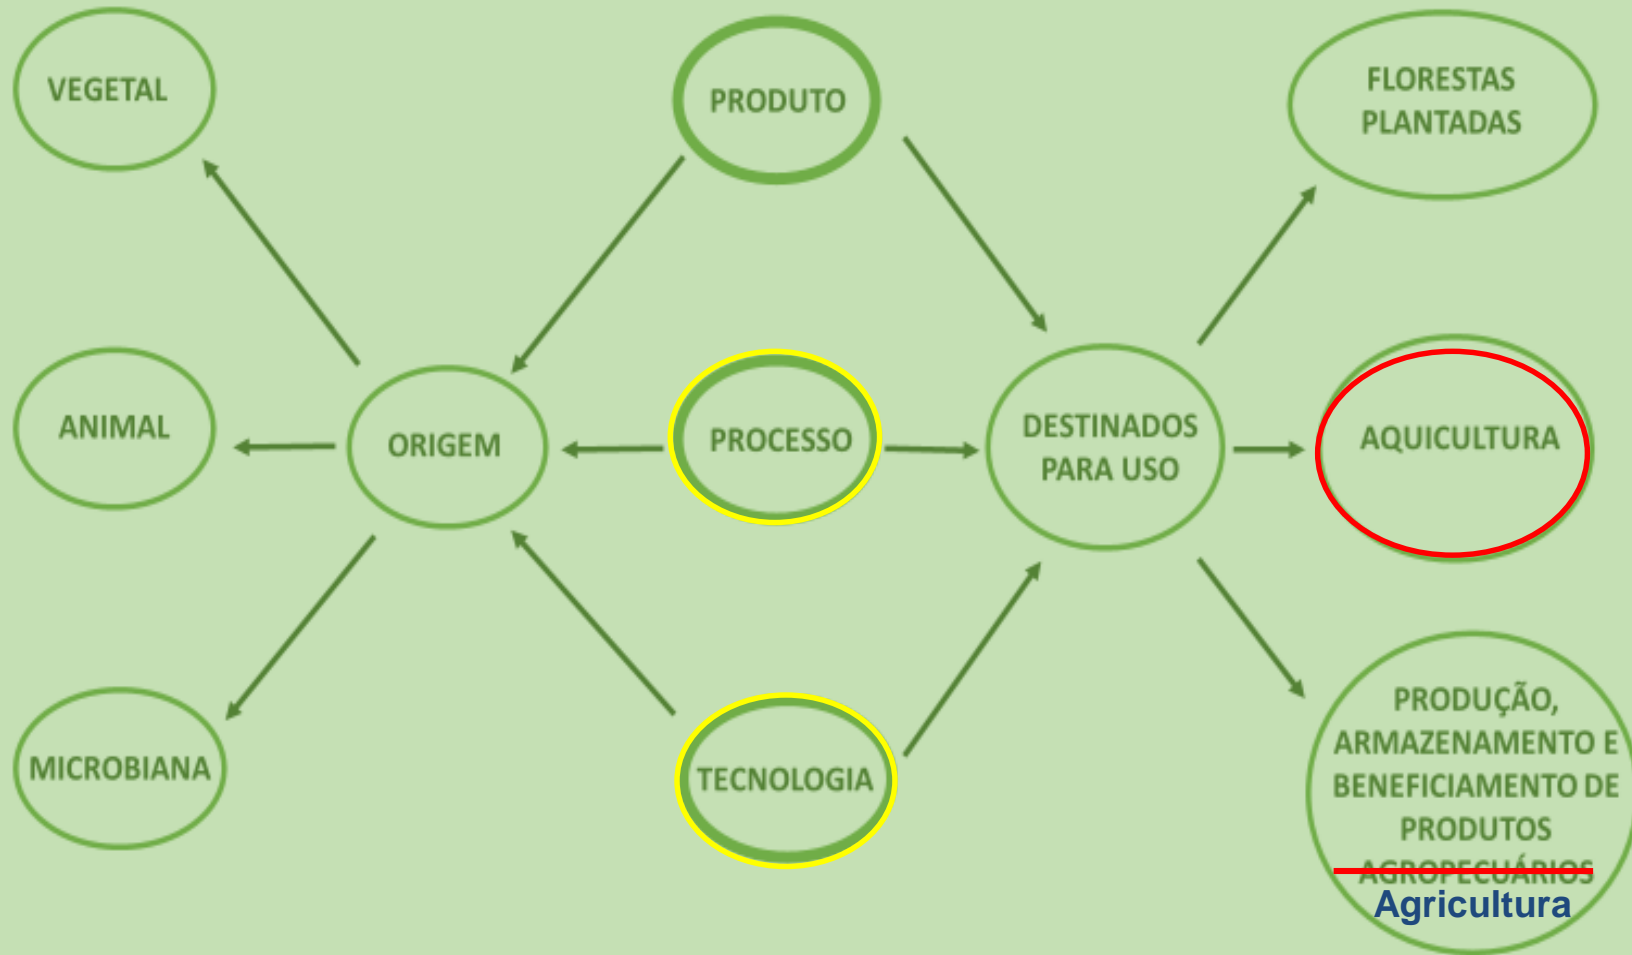 VEGETAL
PRODUTO
FLORESTAS
PLANTADAS
ANIMAL
ORIGEM
PROCESSO
DESTINADOS
PARA USO
AQUICULTURA
MICROBIANA
TECNOLOGIA
PRODUÇÃO,
ARMAZENAMENTO E
BENEFICIAMENTO DE
PRODUTOS
AGROPECUÁRIOS
Agricultura